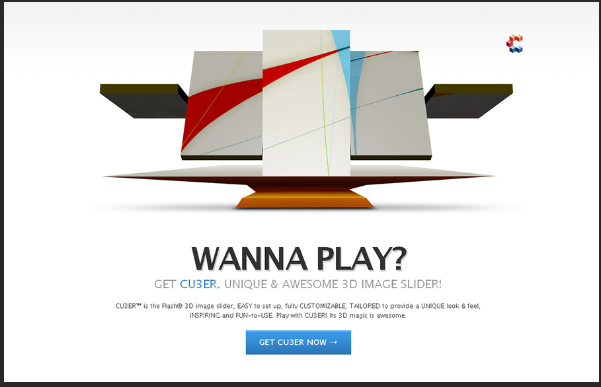 WANNA PLAY?
GET CU3ER, UNIQUE & AWESOME 3D IMAGE SLIDER!
CU3ER™ is the Flash® 3D image slider, EASY to set up, fully CUSTOMIZABLE, TAILORED to provide a UNIQUE look & feel,
INSPIRING and FUN-to-USE. Play with CU3ER! Its 3D magic is awesome.
GET CU3ER NOW →